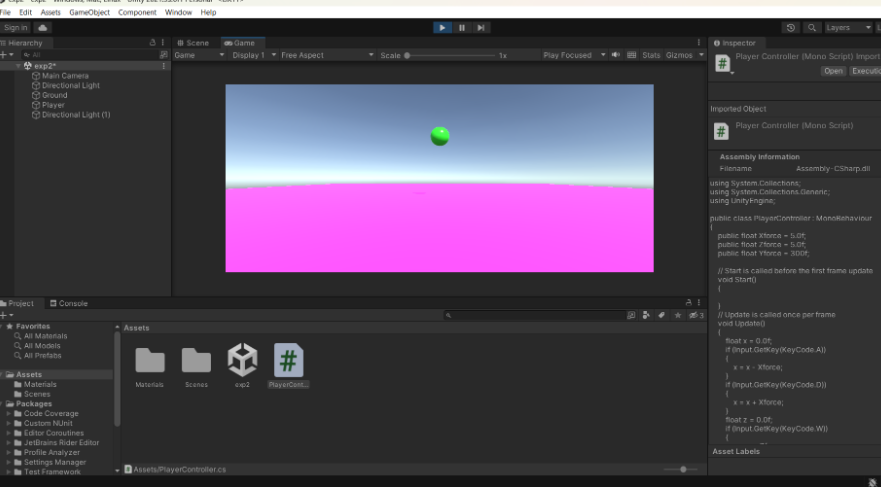 File Edit Assets GameObject Component Window Help
Sign in
Layers
Hierarchy
All
exp2*
Main Camera
Directional Light
Ground
Player
Directional Light (1)
Scene Game
Game Display 1 Free Aspect Scale 1x Play Focused Stats Gizmos
Inspector
Player Controller (Mono Script) Import
Open Executio
Imported Object
Player Controller (Mono Script)
Assembly Information
Filename Assembly-CSharp.dll
using System.Collections;
using System.Collections.Generic;
using UnityEngine;
public class PlayerController : MonoBehaviour
{
public float Xforce = 5.0f;
public float Zforce = 5.0f;
public float Yforce = 300f;
// Start is called before the first frame update
void Start()
{
}
// Update is called once per frame
void Update()
{
float x = 0.0f;
if (Input.GetKey(KeyCode.A))
{
x = x - Xforce;
}
if (Input.GetKey(KeyCode.D))
{
x = x + Xforce;
}
float z = 0.0f;
if (Input.GetKey(KeyCode.W))
{
Asset Labels
Project Console
3
Favorites
All Materials
All Models
All Prefabs
Assets
Materials
Scenes
Packages
Code Coverage
Custom NUnit
Editor Coroutines
JetBrains Rider Editor
Profile Analyzer
Settings Manager
Test Framework
Assets
Materials Scenes exp2 PlayerCont...
Assets/PlayerController.cs